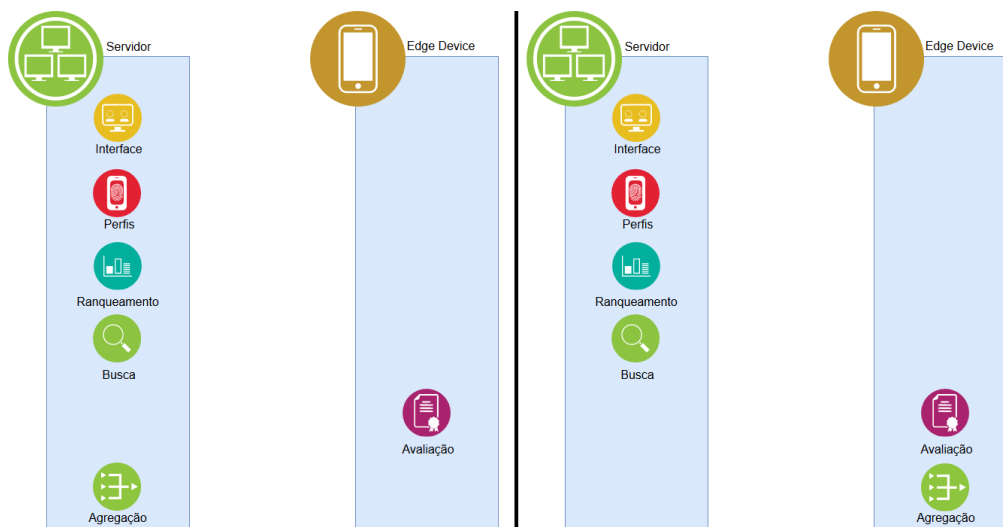 Servidor
Edge Device
Interface
Perfis
Ranqueamento
Busca
Avaliação
Agregação
Servidor
Edge Device
Interface
Perfis
Ranqueamento
Busca
Avaliação
Agregação